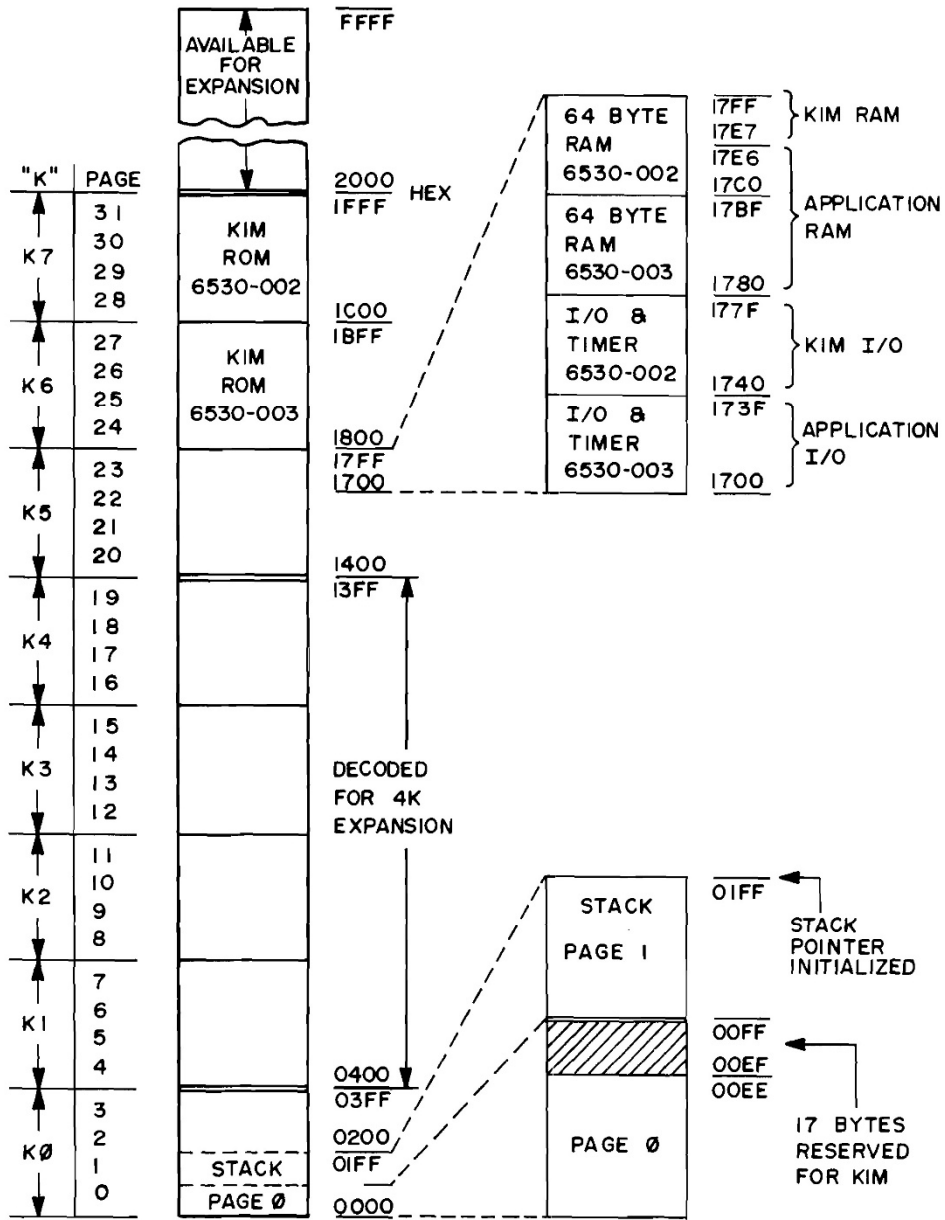 FFFF
AVAILABLE
FOR
EXPANSION
"K" PAGE
2000
1FFF HEX
K7
31
30
29
28
KIM
ROM
6530-002
1C00
1BFF
K6
27
26
25
24
KIM
ROM
6530-003
1800
17FF
1700
K5
23
22
21
20
1400
13FF
K4
19
18
17
16
K3
15
14
13
12
DECODED
FOR 4K
EXPANSION
K2
11
10
9
8
K1
7
6
5
4
0400
03FF
KØ
3
2
1
0
0200
01FF
STACK
PAGE Ø
0000
64 BYTE
RAM
6530-002
17FF
17E7
KIM RAM
17E6
17C0
64 BYTE
RAM
6530-003
17BF
1780
APPLICATION
RAM
I/O &
TIMER
6530-002
177F
1740
KIM I/O
I/O &
TIMER
6530-003
173F
1700
APPLICATION
I/O
STACK
PAGE 1
01FF
STACK
POINTER
INITIALIZED
00FF
00EF
00EE
PAGE Ø
17 BYTES
RESERVED
FOR KIM